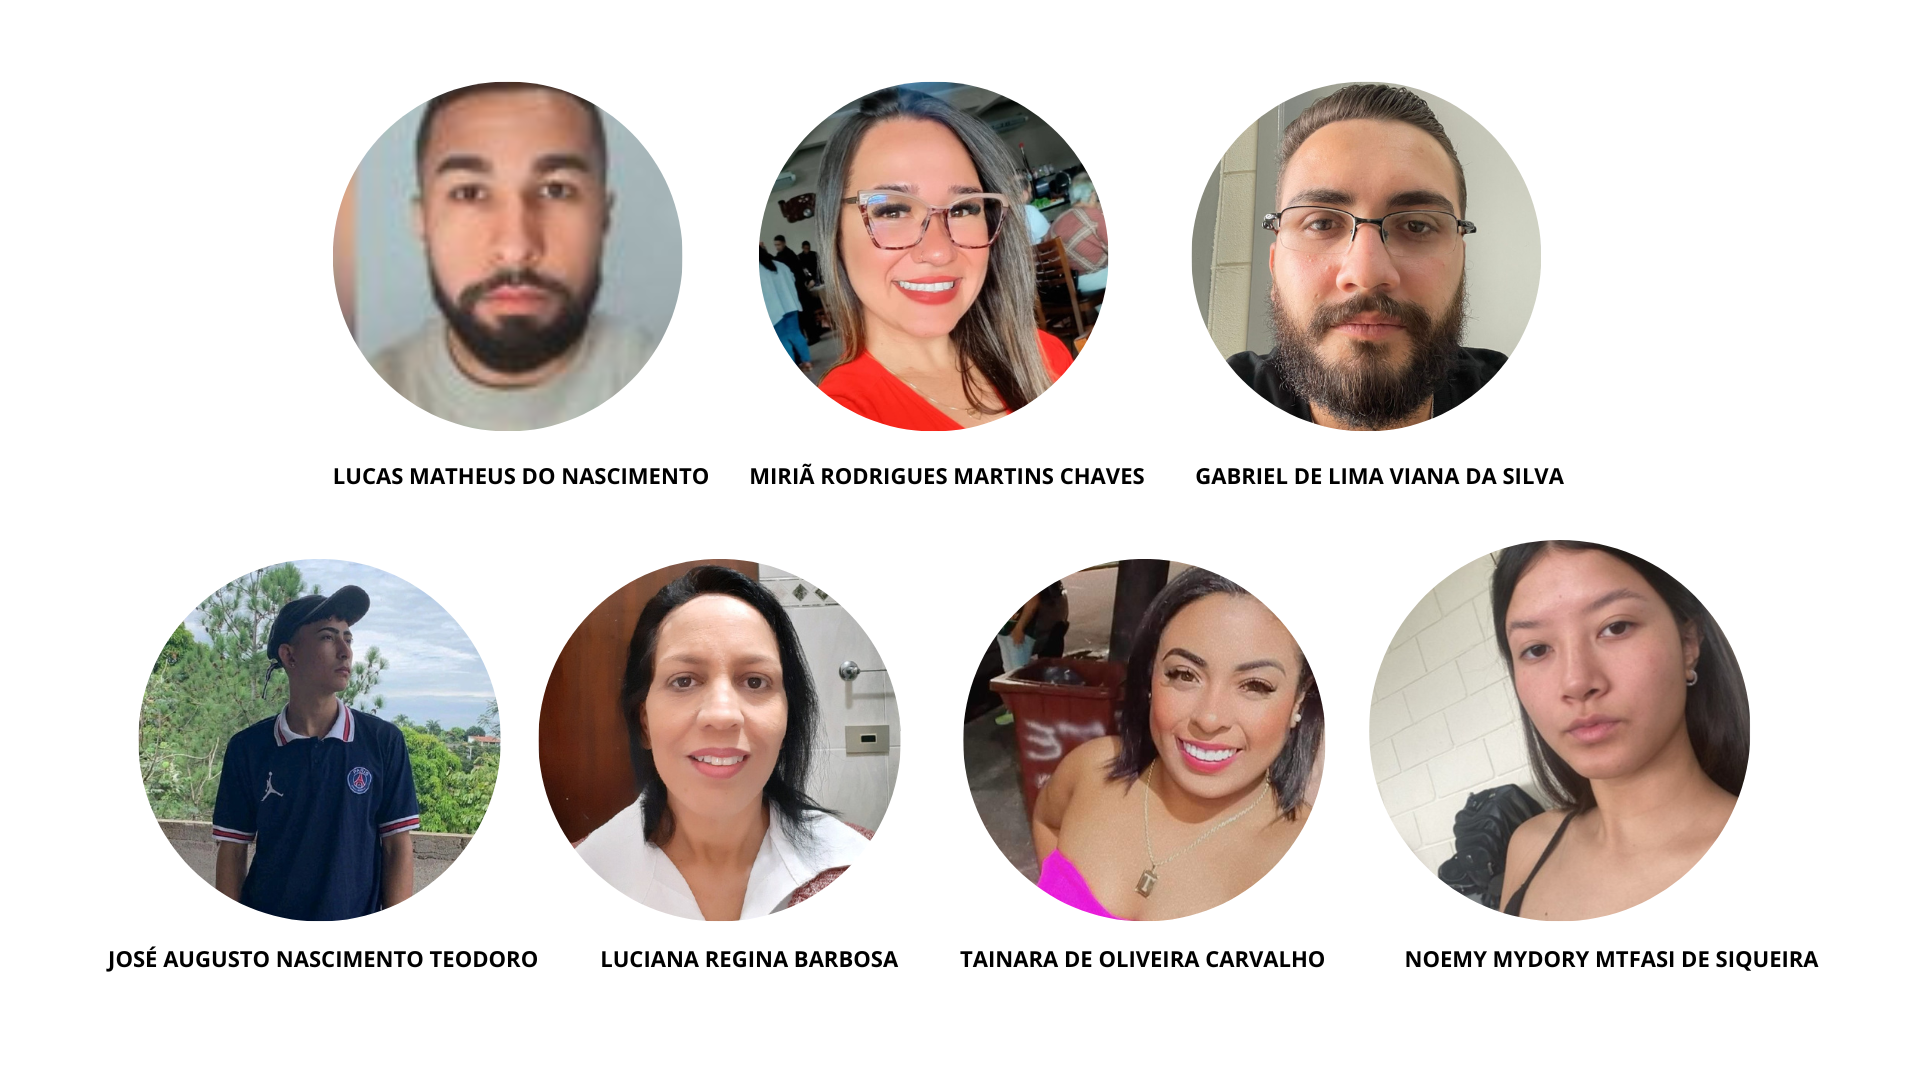 LUCAS MATHEUS DO NASCIMENTO
MIRIÃ RODRIGUES MARTINS CHAVES
GABRIEL DE LIMA VIANA DA SILVA
PARIS
T
JOSÉ AUGUSTO NASCIMENTO TEODORO
LUCIANA REGINA BARBOSA
TAINARA DE OLIVEIRA CARVALHO
NOEMY MYDORY MTFASI DE SIQUEIRA